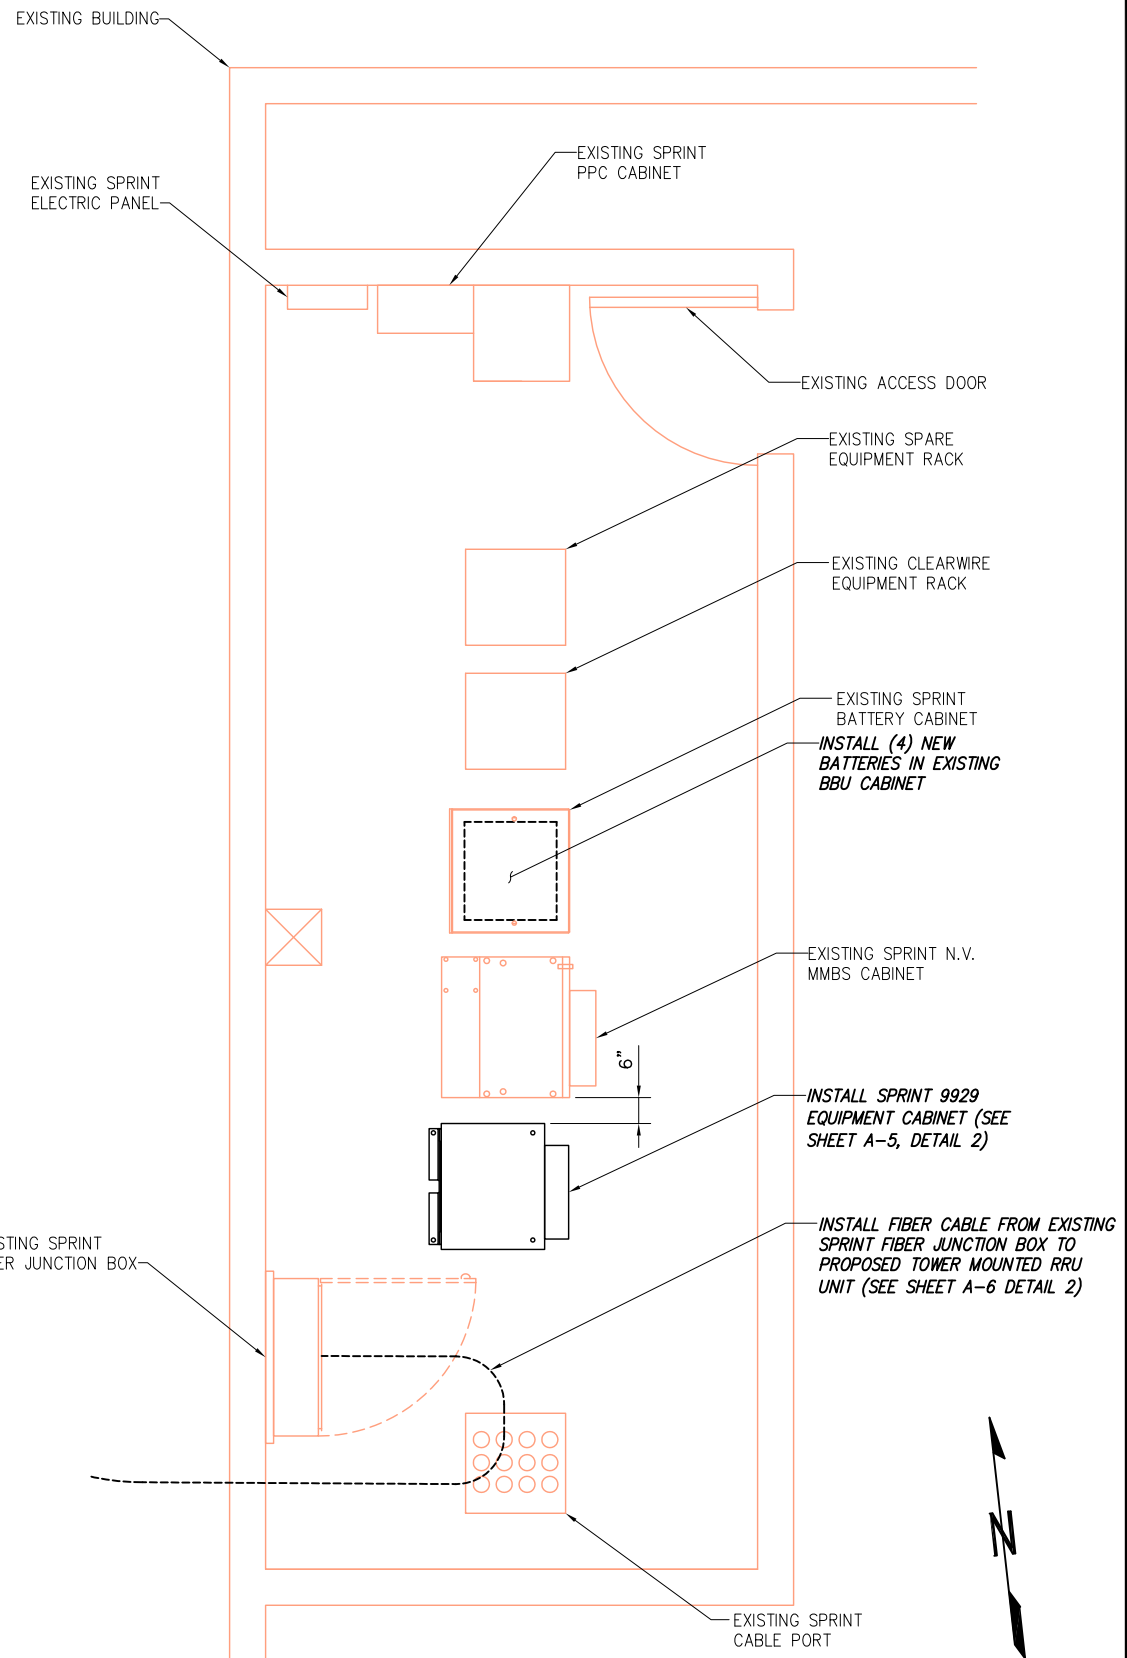 EXISTING BUILDING
EXISTING SPRINT
PPC CABINET
EXISTING SPRINT
ELECTRIC PANEL
EXISTING ACCESS DOOR
EXISTING SPARE
EQUIPMENT RACK
EXISTING CLEARWIRE
EQUIPMENT RACK
EXISTING SPRINT
BATTERY CABINET
INSTALL (4) NEW
BATTERIES IN EXISTING
BBU CABINET
EXISTING SPRINT N.V.
MMBS CABINET
6"
INSTALL SPRINT 9929
EQUIPMENT CABINET (SEE
SHEET A-5, DETAIL 2)
INSTALL FIBER CABLE FROM EXISTING
SPRINT FIBER JUNCTION BOX TO
PROPOSED TOWER MOUNTED RRU
UNIT (SEE SHEET A-6 DETAIL 2)
STING SPRINT
ER JUNCTION BOX
N
EXISTING SPRINT
CABLE PORT